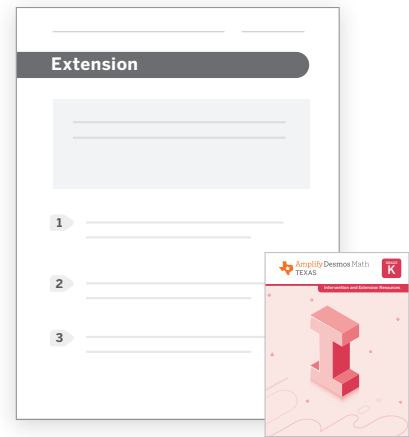 Extension
1
2
3
Amplify Desmos Math
TEXAS
GRADE
K
Intervention and Extension Resources
I